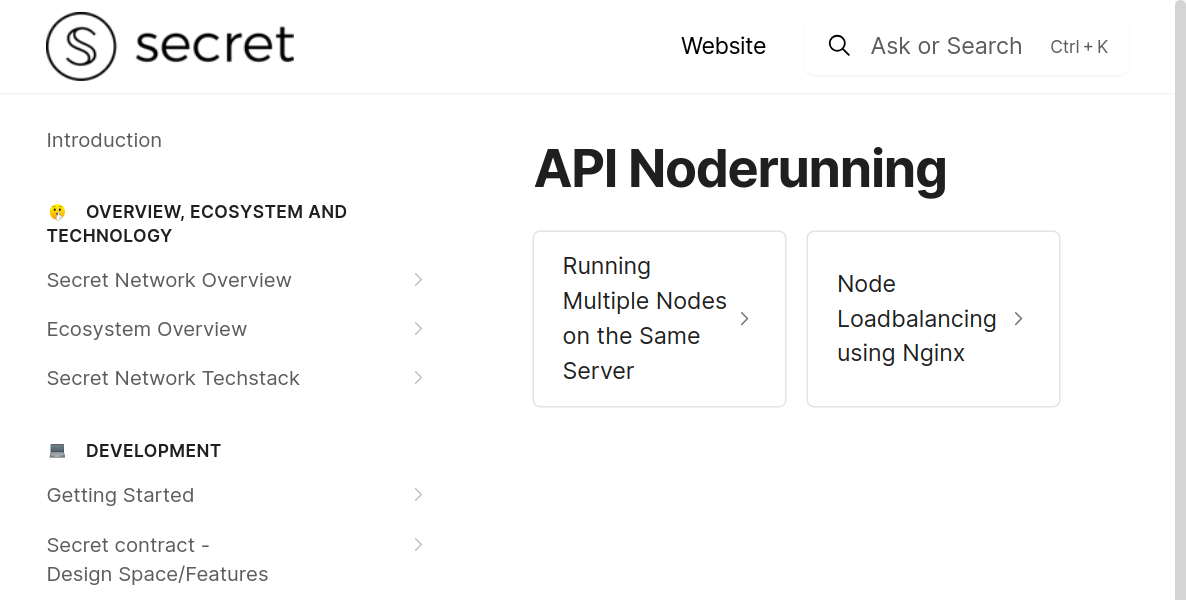 secret
Website
Ask or Search Ctrl + K
Introduction
OVERVIEW, ECOSYSTEM AND
TECHNOLOGY
Secret Network Overview
Ecosystem Overview
Secret Network Techstack
DEVELOPMENT
Getting Started
Secret contract -
Design Space/Features
API Noderunning
Running
Multiple Nodes
on the Same
Server
Node
Loadbalancing
using Nginx